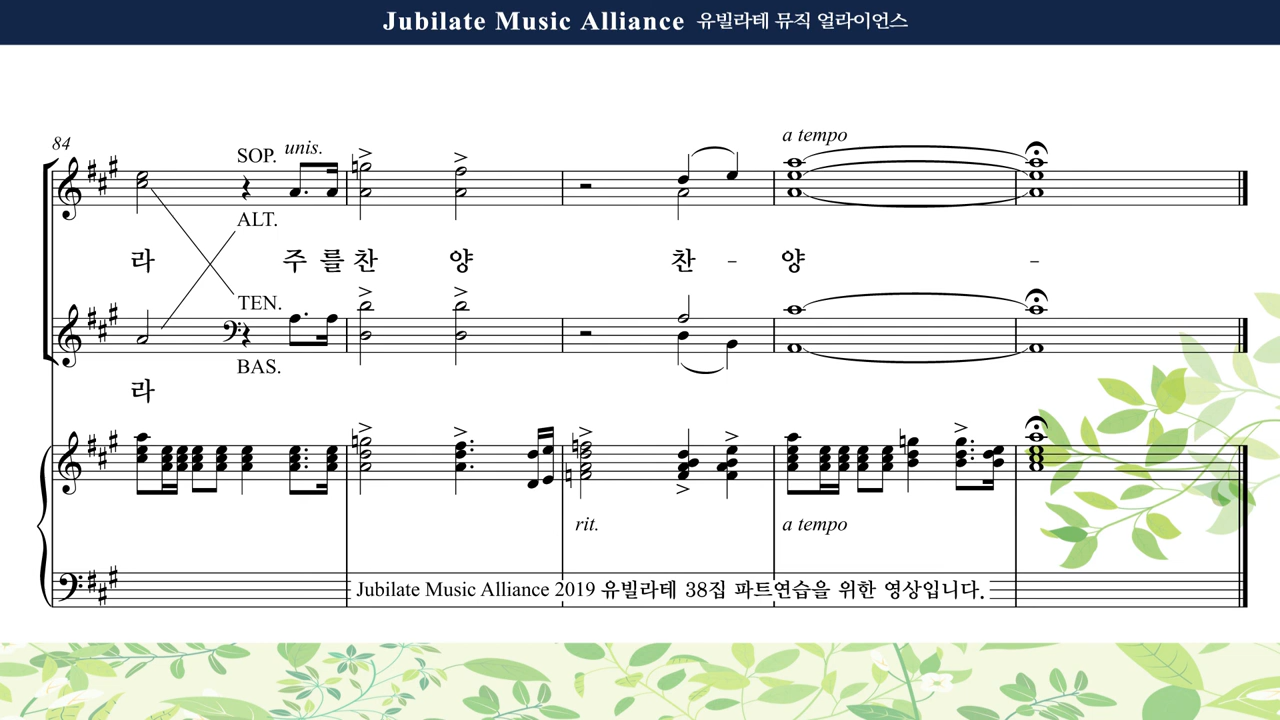 Jubilate Music Alliance 유빌라테 뮤직 얼라이언스
84
SOP. unis.
a tempo
ALT.
라 주 를 찬 양 찬 - 양 -
TEN.
BAS.
라
rit. a tempo
Jubilate Music Alliance 2019 유빌라테 38집 파트연습을 위한 영상입니다.